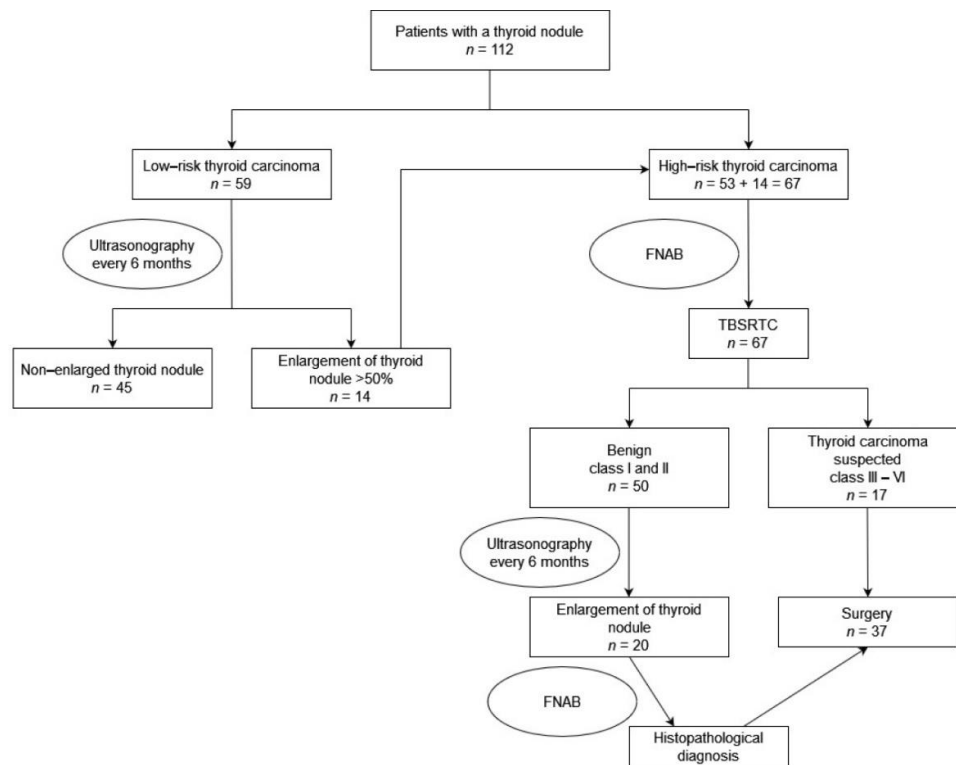 Patients with a thyroid nodule
n = 112
Low–risk thyroid carcinoma
n = 59
High–risk thyroid carcinoma
n = 53 + 14 = 67
Ultrasonography
every 6 months
FNAB
TBSRTC
n = 67
Non–enlarged thyroid nodule
n = 45
Enlargement of thyroid
nodule >50%
n = 14
Benign
class I and II
n = 50
Thyroid carcinoma
suspected
class III – VI
n = 17
Ultrasonography
every 6 months
Enlargement of thyroid
nodule
n = 20
Surgery
n = 37
FNAB
Histopathological
diagnosis